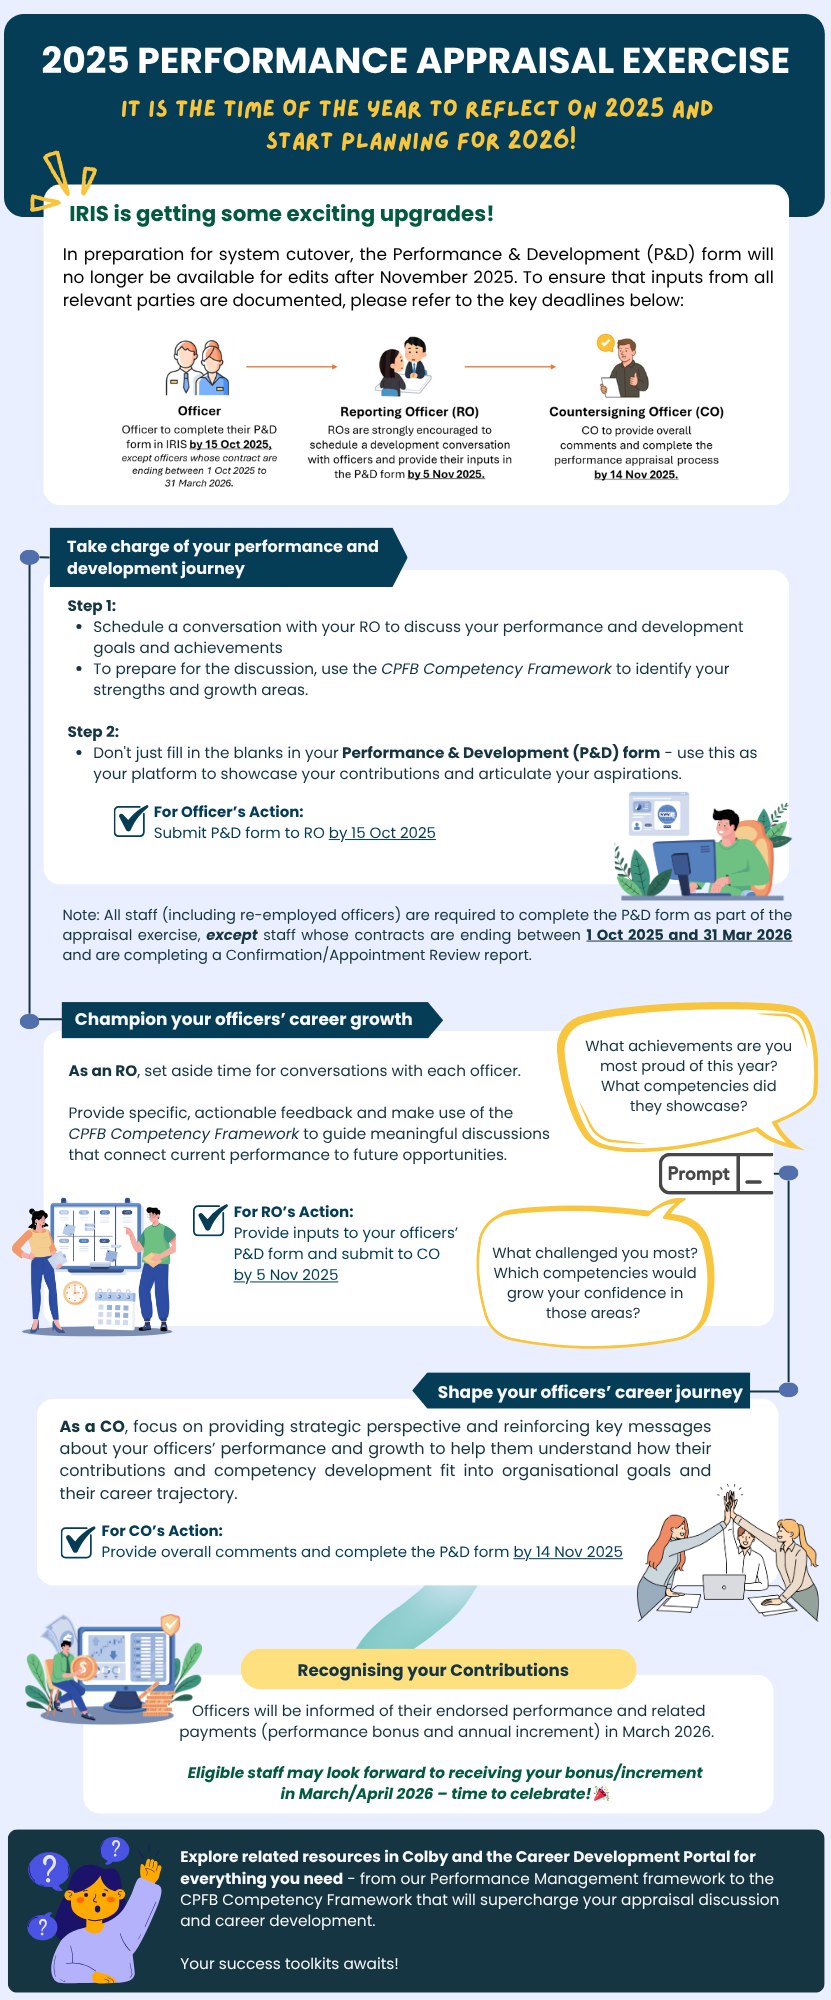 2025 PERFORMANCE APPRAISAL EXERCISE
IT IS THE TIME OF THE YEAR TO REFLECT ON 2025 AND
START PLANNING FOR 2026!
IRIS is getting some exciting upgrades!
In preparation for system cutover, the Performance & Development (P&D) form will
no longer be available for edits after November 2025. To ensure that inputs from all
relevant parties are documented, please refer to the key deadlines below:
Officer
Officer to complete their P&D
form in IRIS by 15 Oct 2025,
except officers whose contract are
ending between 1 Oct 2025 to
31 March 2026.
Reporting Officer (RO)
ROs are strongly encouraged to
schedule a development conversation
with officers and provide their inputs in
the P&D form by 5 Nov 2025.
Countersigning Officer (CO)
CO to provide overall
comments and complete the
performance appraisal process
by 14 Nov 2025.
Take charge of your performance and
development journey
Step 1:
• Schedule a conversation with your RO to discuss your performance and development
goals and achievements
• To prepare for the discussion, use the CPFB Competency Framework to identify your
strengths and growth areas.
Step 2:
• Don't just fill in the blanks in your Performance & Development (P&D) form - use this as
your platform to showcase your contributions and articulate your aspirations.
For Officer's Action:
Submit P&D form to RO by 15 Oct 2025
Note: All staff (including re-employed officers) are required to complete the P&D form as part of the
appraisal exercise, except staff whose contracts are ending between 1 Oct 2025 and 31 Mar 2026
and are completing a Confirmation/Appointment Review report.
Champion your officers' career growth
As an RO, set aside time for conversations with each officer.
Provide specific, actionable feedback and make use of the
CPFB Competency Framework to guide meaningful discussions
that connect current performance to future opportunities.
What achievements are you
most proud of this year?
What competencies did
they showcase?
Prompt _
For RO's Action:
Provide inputs to your officers'
P&D form and submit to CO
by 5 Nov 2025
What challenged you most?
Which competencies would
grow your confidence in
those areas?
Shape your officers' career journey
As a CO, focus on providing strategic perspective and reinforcing key messages
about your officers' performance and growth to help them understand how their
contributions and competency development fit into organisational goals and
their career trajectory.
For CO's Action:
Provide overall comments and complete the P&D form by 14 Nov 2025
Recognising your Contributions
Officers will be informed of their endorsed performance and related
payments (performance bonus and annual increment) in March 2026.
Eligible staff may look forward to receiving your bonus/increment
in March/April 2026 – time to celebrate!🎉
Explore related resources in Colby and the Career Development Portal for
everything you need - from our Performance Management framework to the
CPFB Competency Framework that will supercharge your appraisal discussion
and career development.
Your success toolkits awaits!